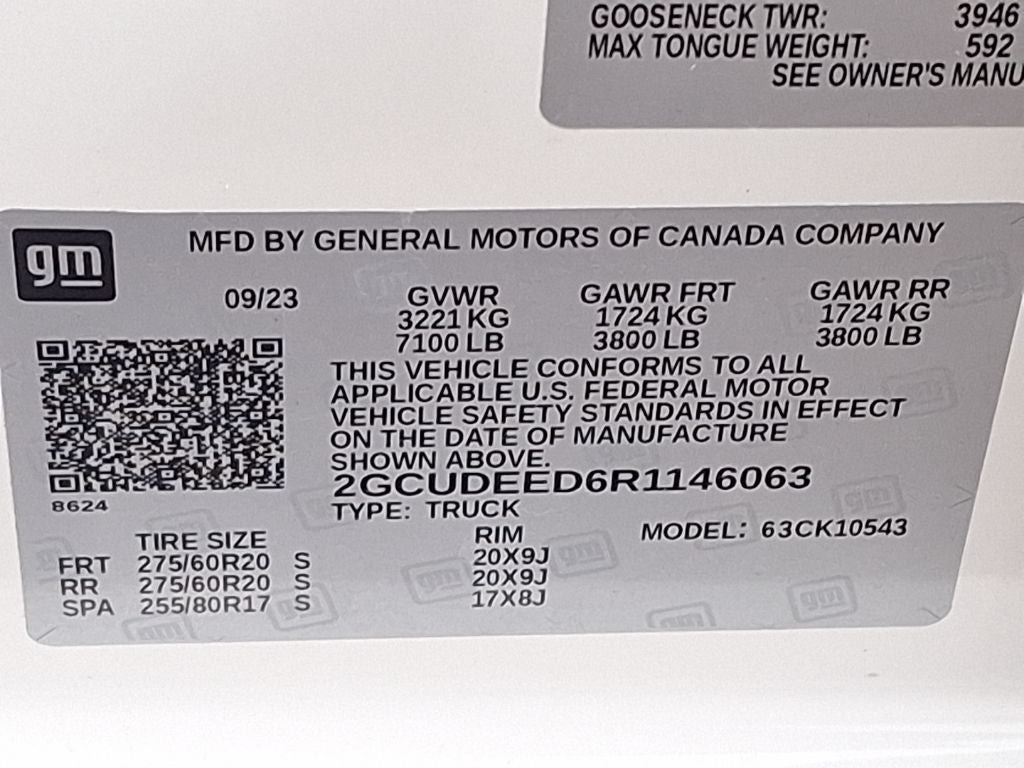 GOOSENECK TWR: 3946
MAX TONGUE WEIGHT: 592
SEE OWNER'S MANU
gm
MFD BY GENERAL MOTORS OF CANADA COMPANY
09/23 GVWR GAWR FRT GAWR RR
3221 KG 1724 KG 1724 KG
7100 LB 3800 LB 3800 LB
THIS VEHICLE CONFORMS TO ALL
APPLICABLE U.S. FEDERAL MOTOR
VEHICLE SAFETY STANDARDS IN EFFECT
ON THE DATE OF MANUFACTURE
SHOWN ABOVE.
2GCUDEED6R1146063
8624
TYPE: TRUCK
TIRE SIZE RIM MODEL: 63CK10543
FRT 275/60R20 S 20X9J
RR 275/60R20 S 20X9J
SPA 255/80R17 S 17X8J